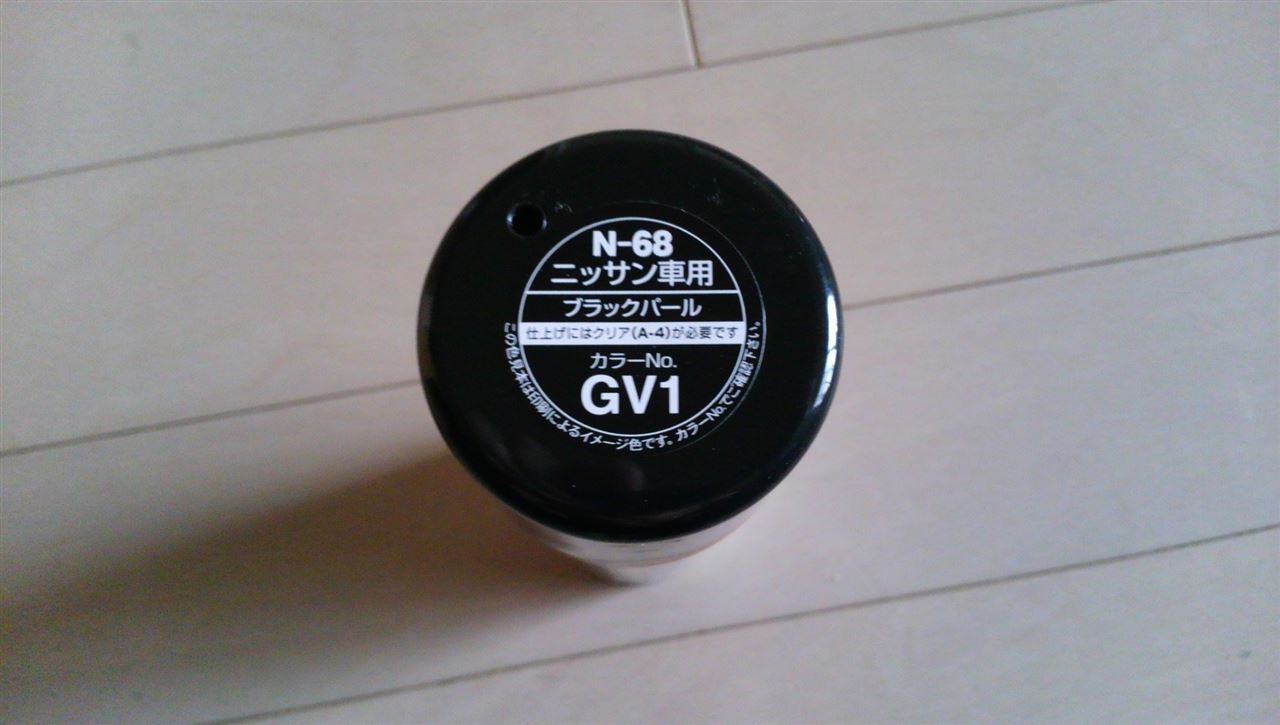 N-68
ニッサン車用
ブラックパール
仕上げにはクリア(A-4)が必要です
カラーNo.
GV1
この色見本は印刷によるイメージ色です。カラーNo.でご確認下さい。